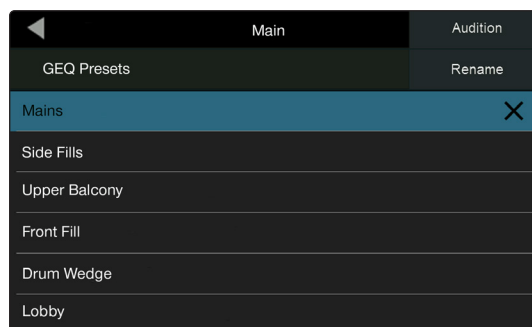 Main
Audition
GEQ Presets
Rename
Mains
Side Fills
Upper Balcony
Front Fill
Drum Wedge
Lobby